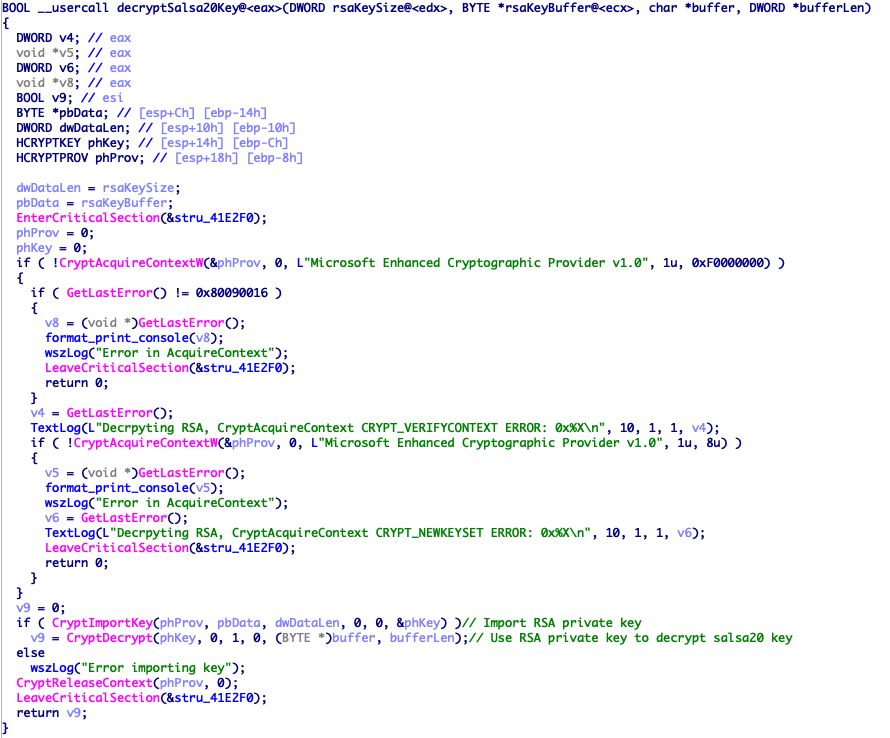 BOOL __usercall decryptSalsa20Key@<eax>(DWORD rsaKeySize@<edx>, BYTE *rsaKeyBuffer@<ecx>, char *buffer, DWORD *bufferLen)
{
  DWORD v4; // eax
  void *v5; // eax
  DWORD v6; // eax
  void *v8; // eax
  BOOL v9; // esi
  BYTE *pbData; // [esp+Ch] [ebp-14h]
  DWORD dwDataLen; // [esp+10h] [ebp-10h]
  HCRYPTKEY phKey; // [esp+14h] [ebp-Ch]
  HCRYPTPROV phProv; // [esp+18h] [ebp-8h]

  dwDataLen = rsaKeySize;
  pbData = rsaKeyBuffer;
  EnterCriticalSection(&stru_41E2F0);
  phProv = 0;
  phKey = 0;
  if ( !CryptAcquireContextW(&phProv, 0, L"Microsoft Enhanced Cryptographic Provider v1.0", 1u, 0xF0000000) )
  {
    if ( GetLastError() != 0x80090016 )
    {
      v8 = (void *)GetLastError();
      format_print_console(v8);
      wszLog("Error in AcquireContext");
      LeaveCriticalSection(&stru_41E2F0);
      return 0;
    }
    v4 = GetLastError();
    TextLog(L"Decrpyting RSA, CryptAcquireContext CRYPT_VERIFYCONTEXT ERROR: 0x%X\n", 10, 1, 1, v4);
    if ( !CryptAcquireContextW(&phProv, 0, L"Microsoft Enhanced Cryptographic Provider v1.0", 1u, 8u) )
    {
      v5 = (void *)GetLastError();
      format_print_console(v5);
      wszLog("Error in AcquireContext");
      v6 = GetLastError();
      TextLog(L"Decrpyting RSA, CryptAcquireContext CRYPT_NEWKEYSET ERROR: 0x%X\n", 10, 1, 1, v6);
      LeaveCriticalSection(&stru_41E2F0);
      return 0;
    }
  }
  v9 = 0;
  if ( CryptImportKey(phProv, pbData, dwDataLen, 0, 0, &phKey) )// Import RSA private key
    v9 = CryptDecrypt(phKey, 0, 1, 0, (BYTE *)buffer, bufferLen);// Use RSA private key to decrypt salsa20 key
  else
    wszLog("Error importing key");
  CryptReleaseContext(phProv, 0);
  LeaveCriticalSection(&stru_41E2F0);
  return v9;
}